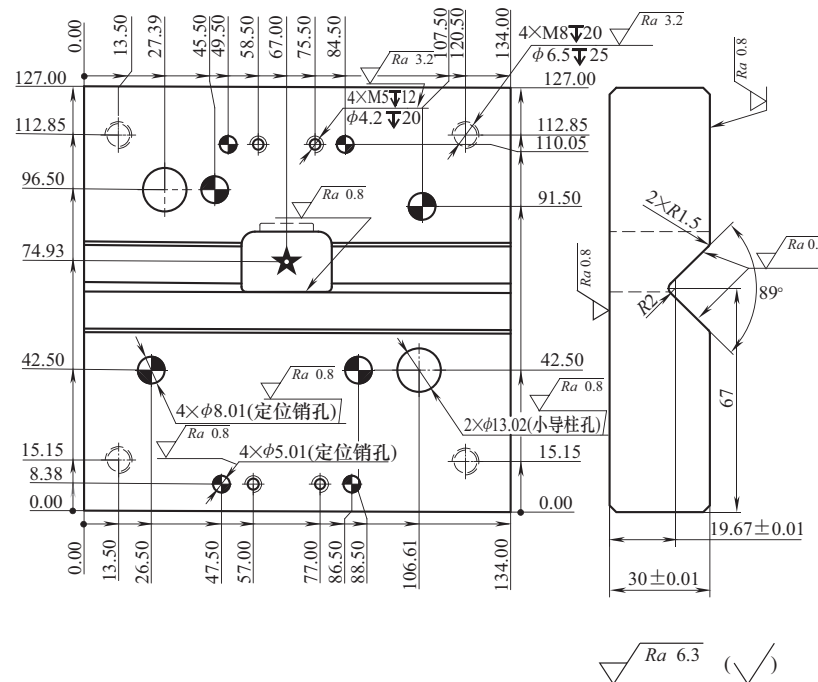 0.00
13.50
27.39
45.50
49.50
58.50
67.00
75.50
84.50
107.50
120.50
134.00
4×M8↧20
φ6.5↧25
Ra 3.2
Ra 3.2
4×M5↧12
φ4.2↧20
127.00
112.85
96.50
74.93
42.50
15.15
8.38
0.00
127.00
112.85
110.05
91.50
42.50
15.15
0.00
Ra 0.8
Ra 0.8
4×φ8.01(定位销孔)
Ra 0.8
4×φ5.01(定位销孔)
Ra 0.8
2×φ13.02(小导柱孔)
0.00
13.50
26.50
47.50
57.00
77.00
86.50
88.50
106.61
134.00
Ra 0.8
2×R1.5
Ra 0.
Ra 0.8
R2
89°
67
19.67±0.01
30±0.01
Ra 6.3 (√)